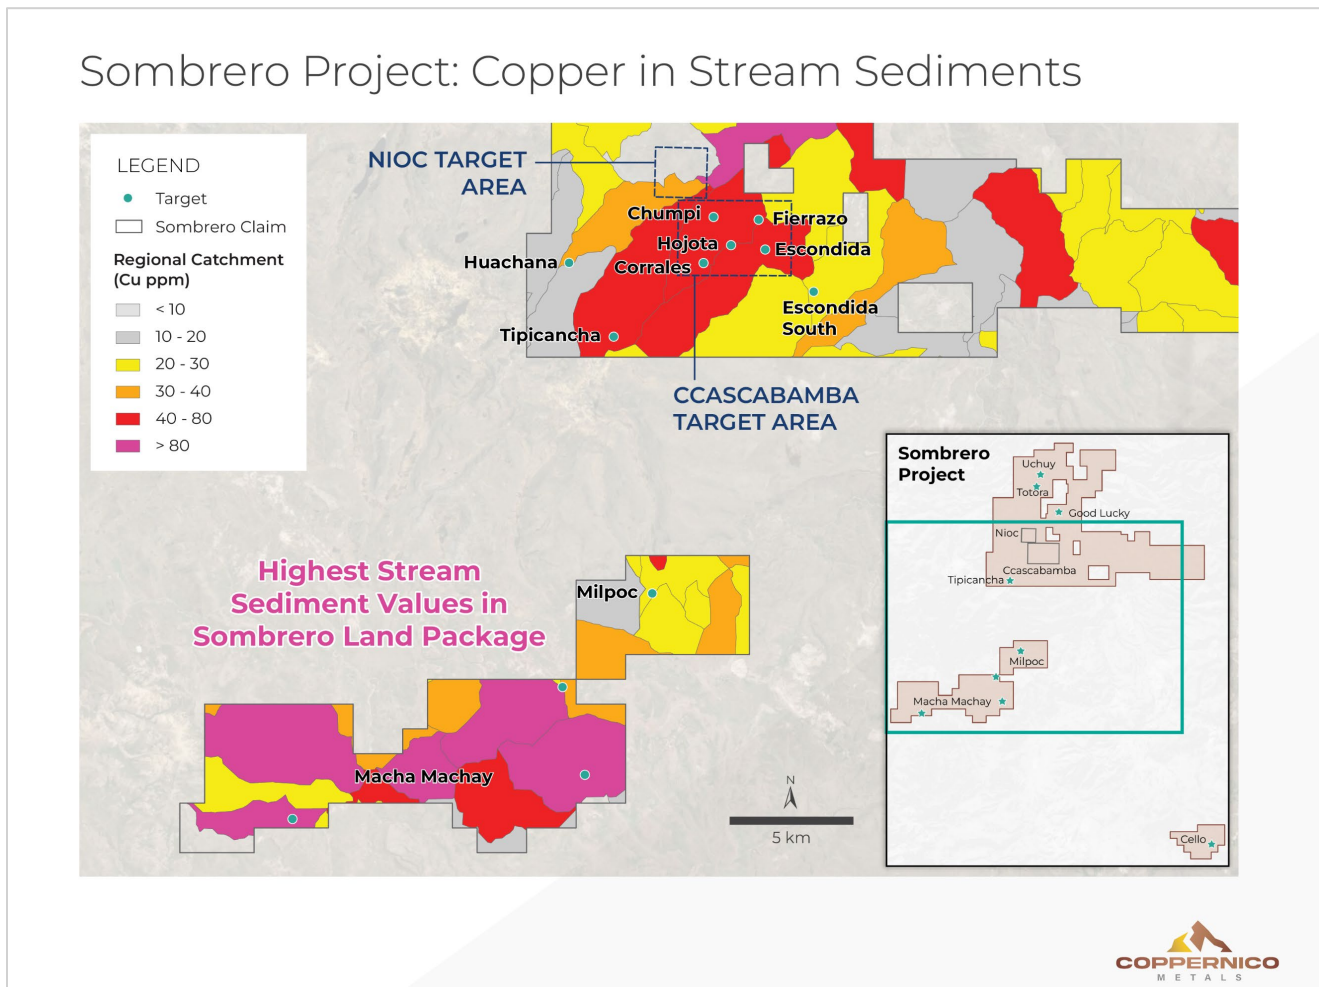 Sombrero Project: Copper in Stream Sediments
LEGEND
Target
Sombrero Claim
Regional Catchment
(Cu ppm)
< 10
10 - 20
20 - 30
30 - 40
40 - 80
> 80
NIOC TARGET
AREA
Chumpi
Fierrazo
Hojota
Escondida
Huachana
Corrales
Escondida
South
Tipicancha
CCASCABAMBA
TARGET AREA
Highest Stream
Sediment Values in
Sombrero Land Package
Milpoc
Macha Machay
N
5 km
Sombrero
Project
Uchuy
Totora
Good Lucky
Nioc
Ccascabamba
Tipicancha
Milpoc
Macha Machay
Cello
COPPERNICO
METALS